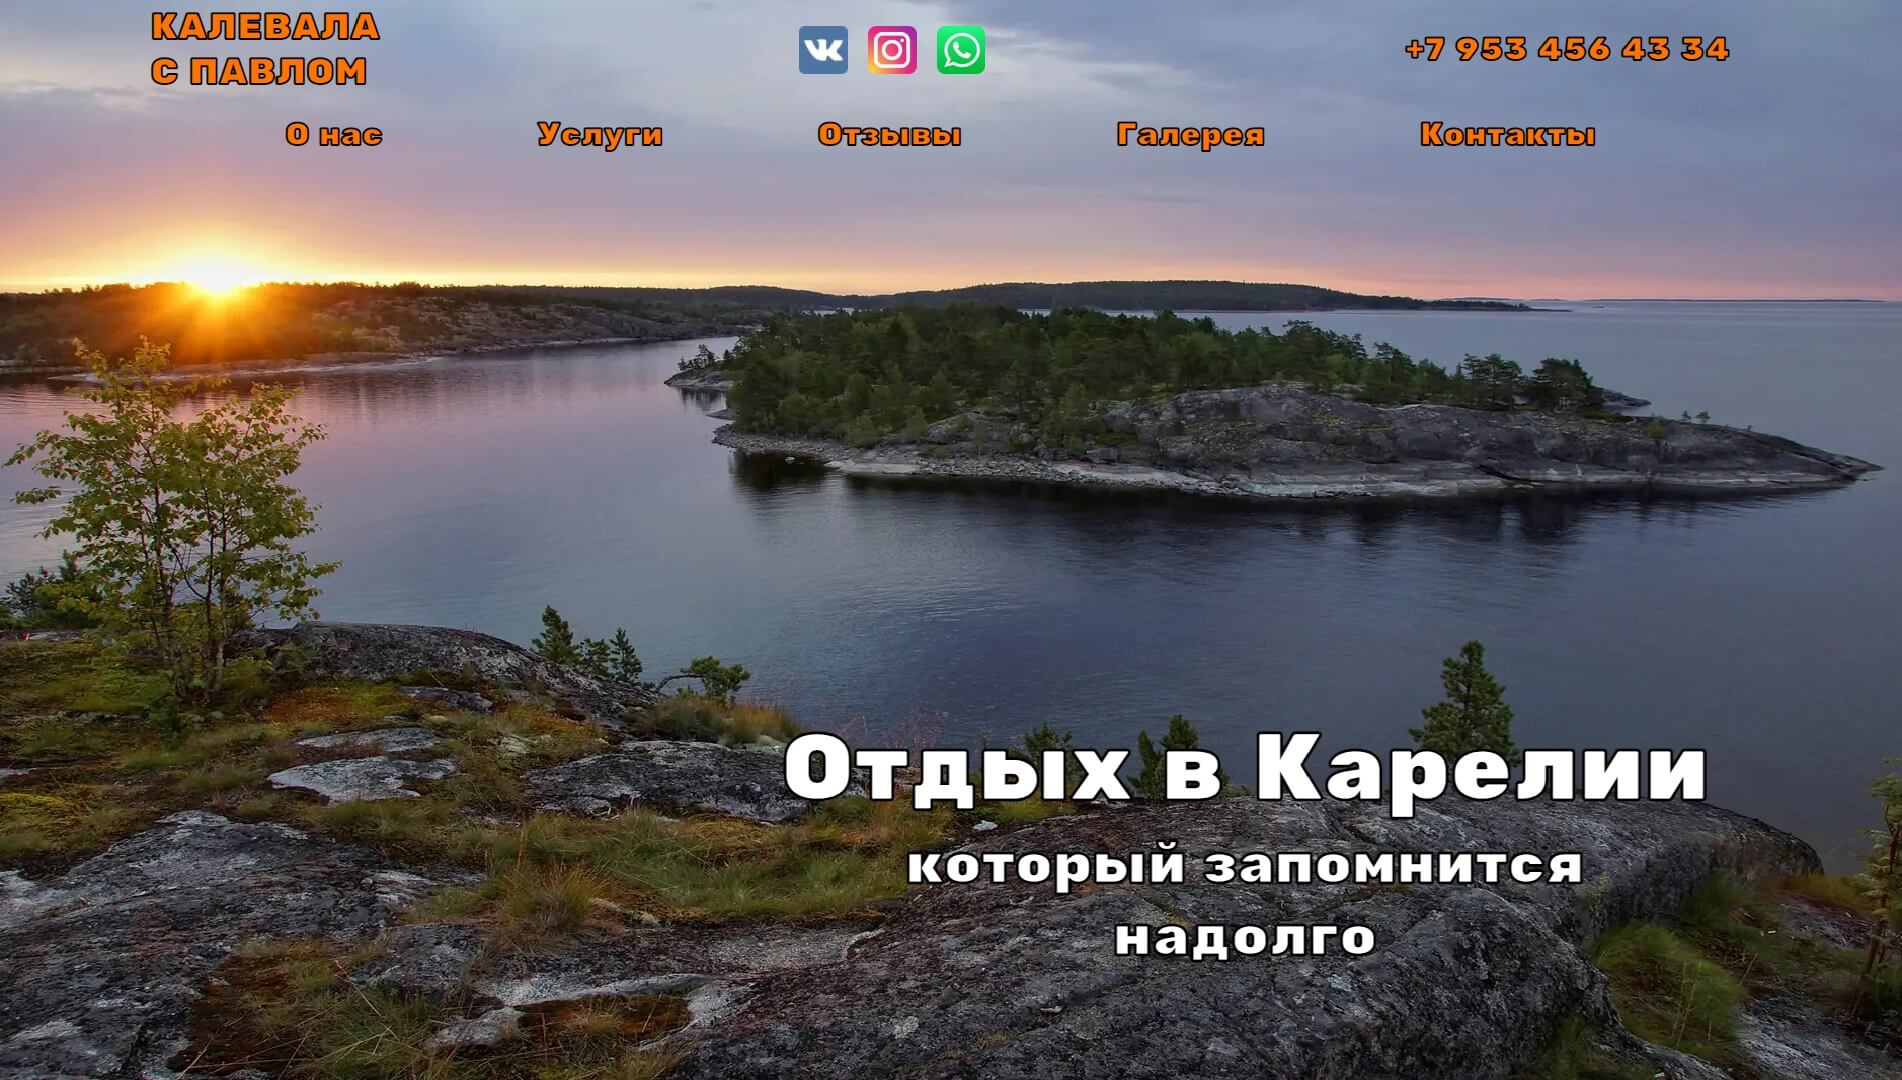 КАЛЕВАЛА
С ПАВЛОМ
+7 953 456 43 34
О нас
Услуги
Отзывы
Галерея
Контакты
Отдых в Карелии
который запомнится
надолго